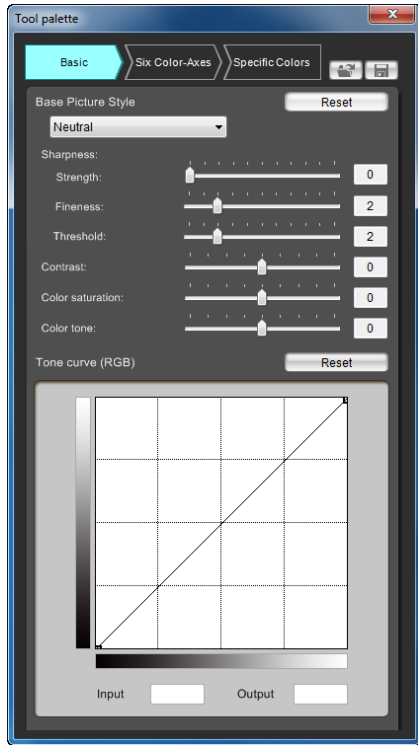 Tool palette
Basic Six Color-Axes Specific Colors
Base Picture Style Reset
Neutral
Sharpness:
Strength: 0
Fineness: 2
Threshold: 2
Contrast: 0
Color saturation: 0
Color tone: 0
Tone curve (RGB) Reset
Input Output